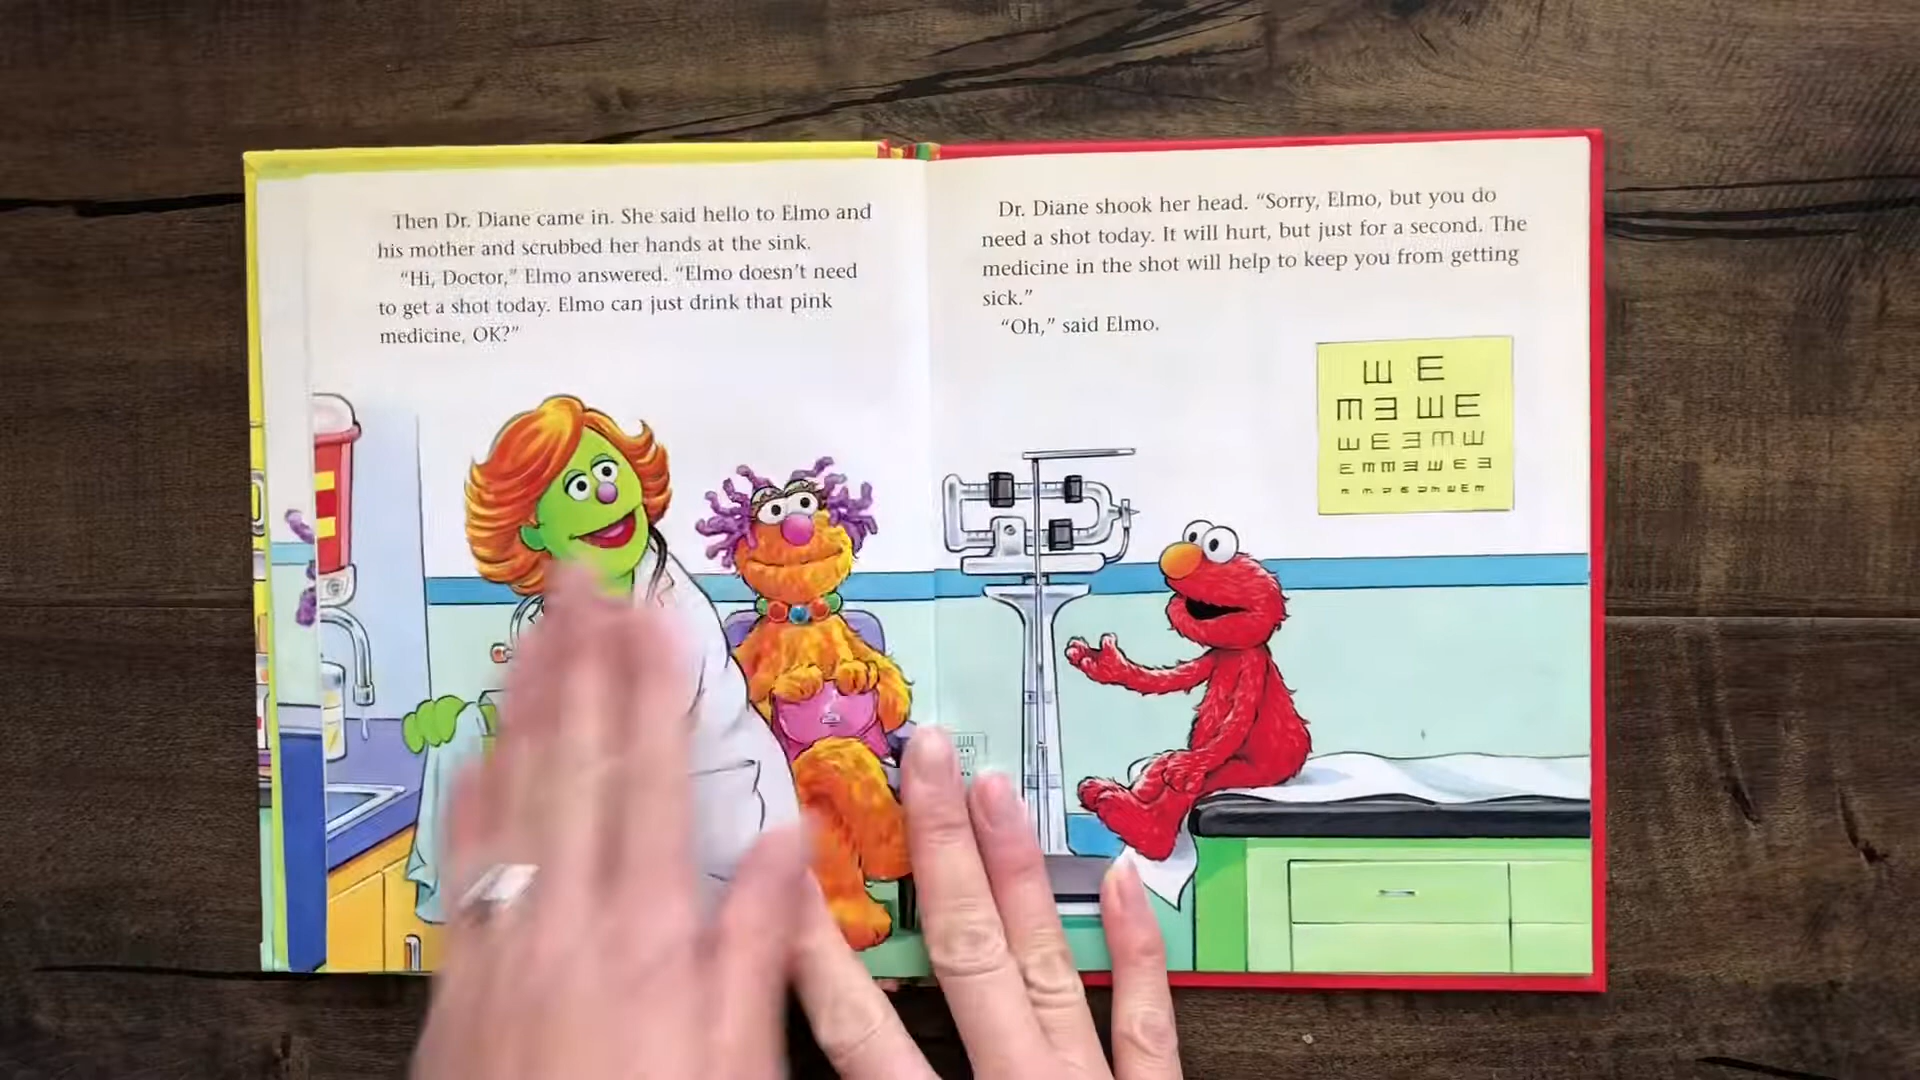 Then Dr. Diane came in. She said hello to Elmo and
his mother and scrubbed her hands at the sink.
“Hi, Doctor,” Elmo answered. “Elmo doesn’t need
to get a shot today. Elmo can just drink that pink
medicine, OK?”
Dr. Diane shook her head. “Sorry, Elmo, but you do
need a shot today. It will hurt, but just for a second. The
medicine in the shot will help to keep you from getting
sick.”
“Oh,” said Elmo.